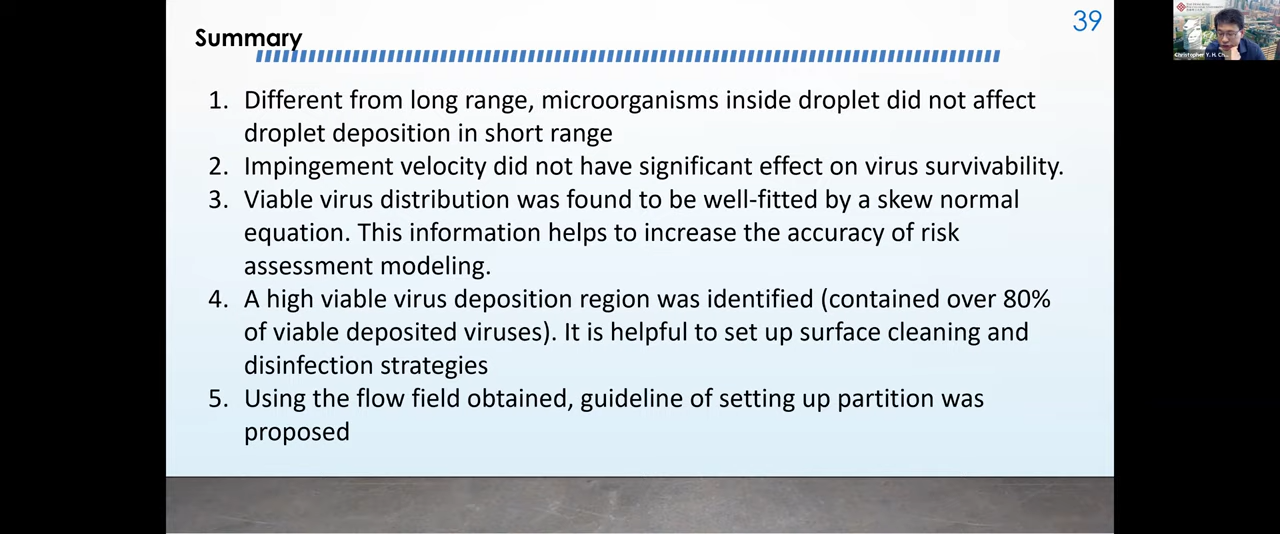 39
Summary
1. Different from long range, microorganisms inside droplet did not affect
droplet deposition in short range
2. Impingement velocity did not have significant effect on virus survivability.
3. Viable virus distribution was found to be well-fitted by a skew normal
equation. This information helps to increase the accuracy of risk
assessment modeling.
4. A high viable virus deposition region was identified (contained over 80%
of viable deposited viruses). It is helpful to set up surface cleaning and
disinfection strategies
5. Using the flow field obtained, guideline of setting up partition was
proposed
Christopher Y. H. Ch...